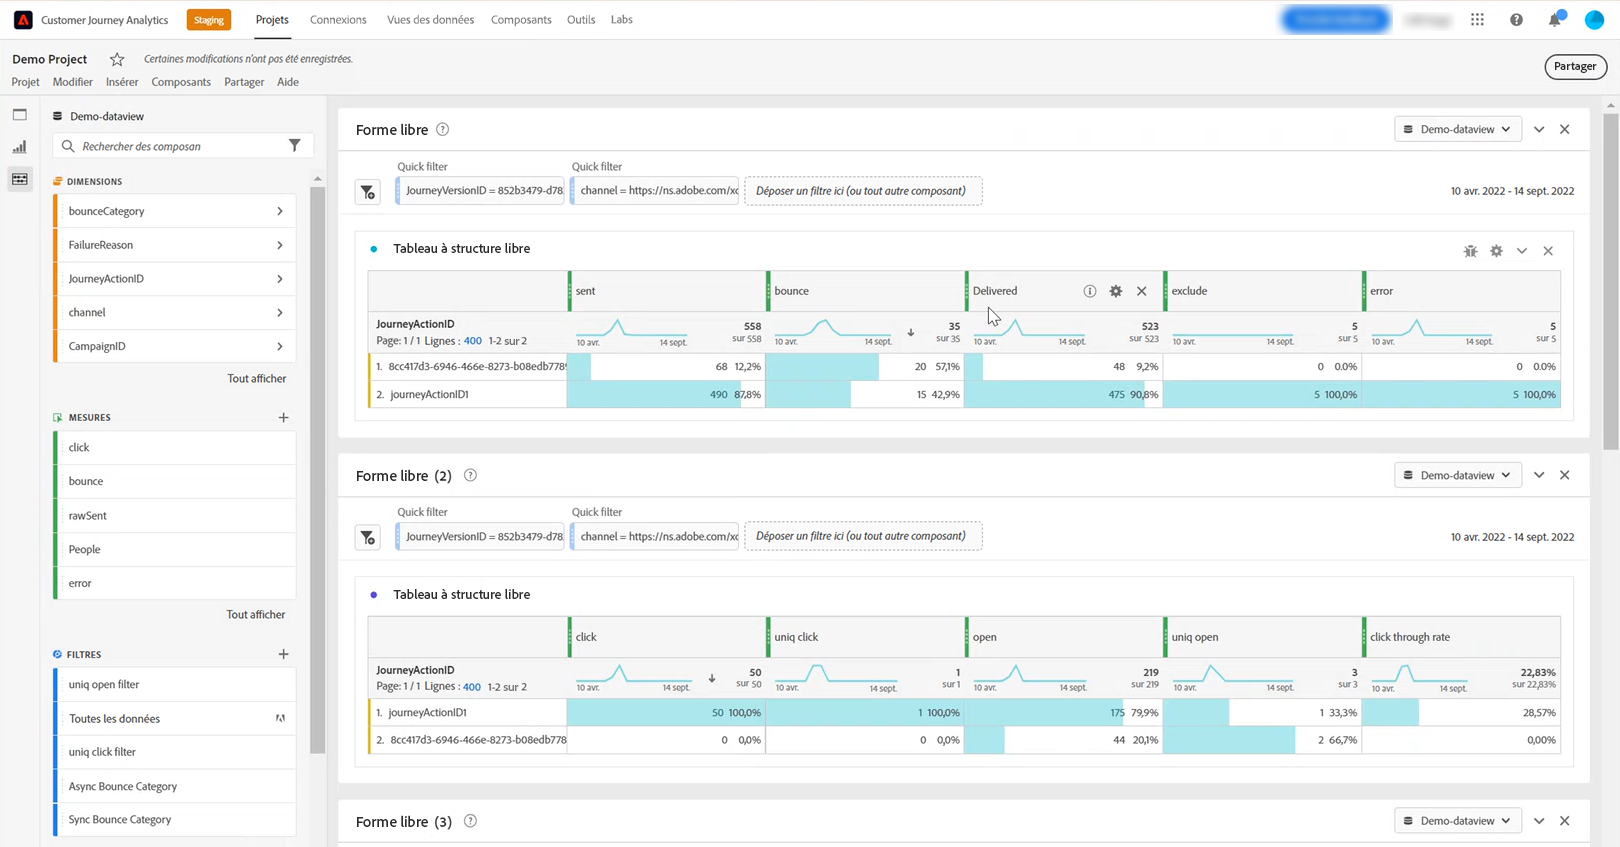 Customer Journey Analytics Staging Projets Connexions Vues des données Composants Outils Labs
Demo Project Certaines modifications n'ont pas été enregistrées.
Partager
Projet Modifier Insérer Composants Partager Aide
Demo-dataview
Rechercher des composan
DIMENSIONS
bounceCategory
FailureReason
JourneyActionID
channel
CampaignID
Tout afficher
MESURES
click
bounce
rawSent
People
error
Tout afficher
FILTRES
uniq open filter
Toutes les données
uniq click filter
Async Bounce Category
Sync Bounce Category
Forme libre Demo-dataview
Quick filter Quick filter
JourneyVersionID = 852b3479-d78 channel = https://ns.adobe.com/xc Déposer un filtre ici (ou tout autre composant) 10 avr. 2022 - 14 sept. 2022
Tableau à structure libre
sent bounce Delivered exclude error
JourneyActionID 558 35 523 5 5
Page: 1 / 1 Lignes : 400 1-2 sur 2 10 avr. 14 sept. sur 558 10 avr. 14 sept. sur 35 10 avr. 14 sept. sur 523 10 avr. 14 sept. sur 5 10 avr. 14 sept. sur 5
1. 8cc417d3-6946-466e-8273-b08edb7789 68 12,2% 20 57,1% 48 9,2% 0 0.0% 0 0.0%
2. journeyActionID1 490 87,8% 15 42,9% 475 90,8% 5 100,0% 5 100,0%
Forme libre (2) Demo-dataview
Quick filter Quick filter
JourneyVersionID = 852b3479-d78 channel = https://ns.adobe.com/xc Déposer un filtre ici (ou tout autre composant) 10 avr. 2022 - 14 sept. 2022
Tableau à structure libre
click uniq click open uniq open click through rate
JourneyActionID 50 1 219 3 22,83%
Page: 1 / 1 Lignes : 400 1-2 sur 2 10 avr. 14 sept. sur 50 10 avr. 14 sept. sur 1 10 avr. 14 sept. sur 219 10 avr. 14 sept. sur 3 10 avr. 14 sept. sur 22,83%
1. journeyActionID1 50 100,0% 1 100,0% 175 79,9% 1 33,3% 28,57%
2. 8cc417d3-6946-466e-8273-b08edb778 0 0,0% 0 0,0% 44 20,1% 2 66,7% 0,00%
Forme libre (3) Demo-dataview